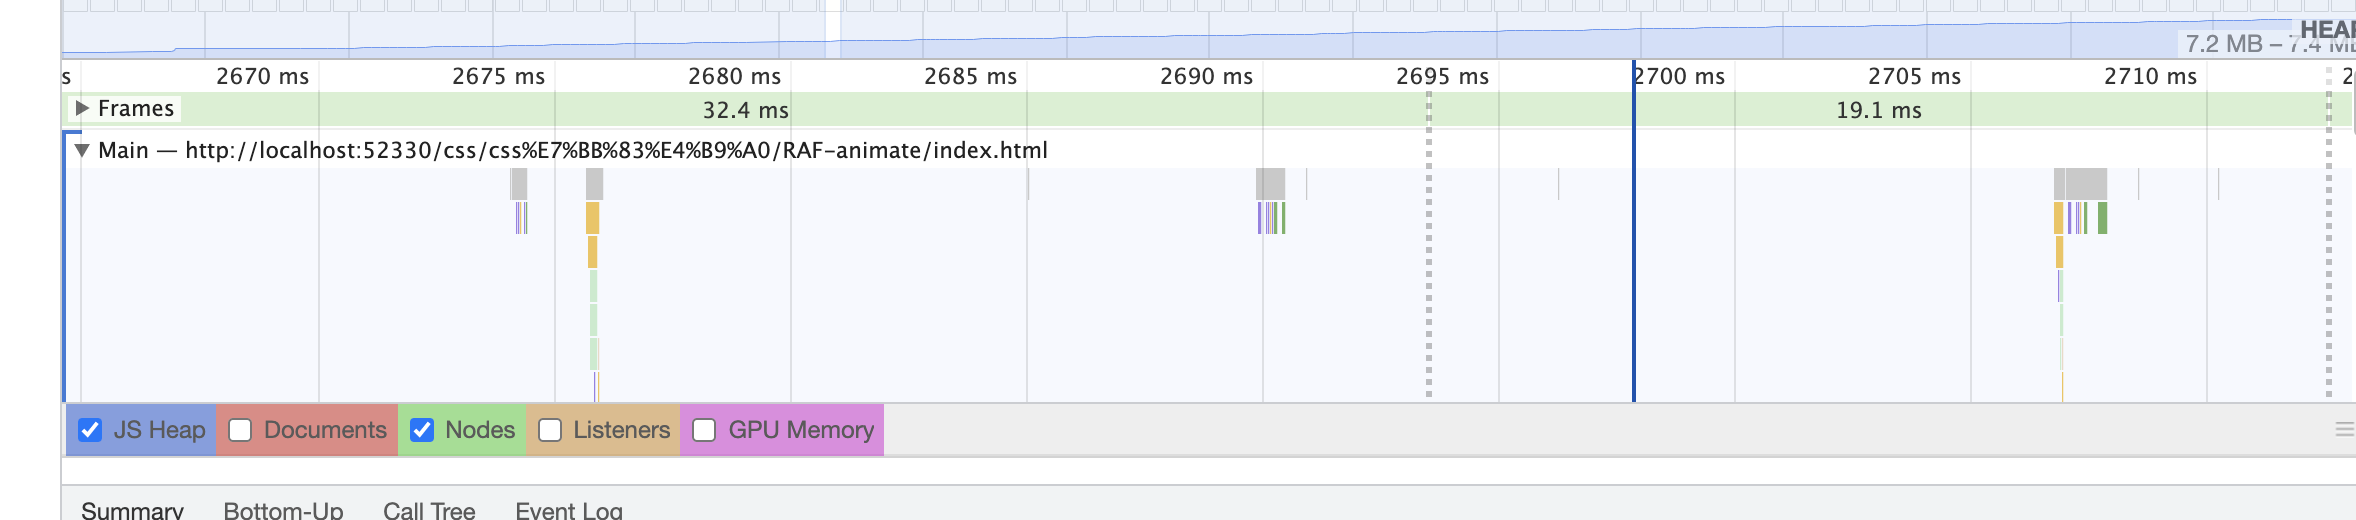 HEAP
7.2 MB – 7.4 MB
s 2670 ms 2675 ms 2680 ms 2685 ms 2690 ms 2695 ms 2700 ms 2705 ms 2710 ms 2
Frames 32.4 ms 19.1 ms
Main — http://localhost:52330/css/css%E7%BB%83%E4%B9%A0/RAF-animate/index.html
JS Heap Documents Nodes Listeners GPU Memory
Summary Bottom-Up Call Tree Event Log